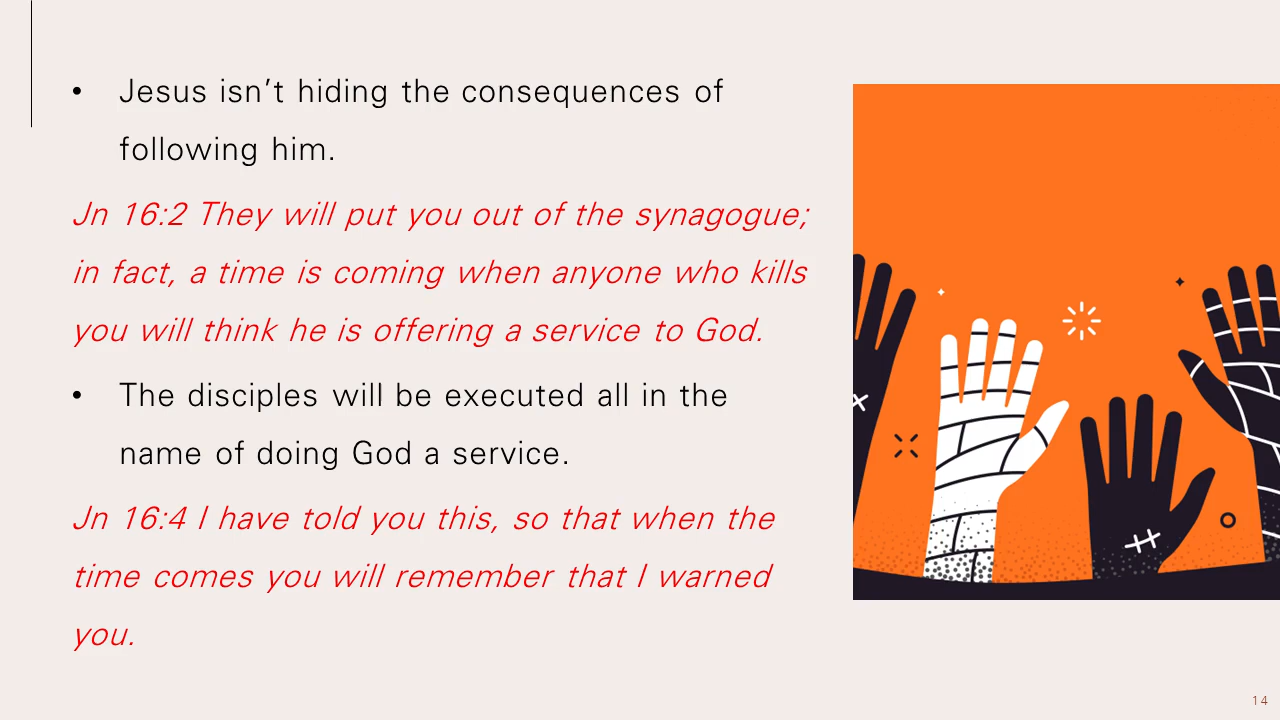 • Jesus isn’t hiding the consequences of
following him.
Jn 16:2 They will put you out of the synagogue;
in fact, a time is coming when anyone who kills
you will think he is offering a service to God.
• The disciples will be executed all in the
name of doing God a service.
Jn 16:4 I have told you this, so that when the
time comes you will remember that I warned
you.
14